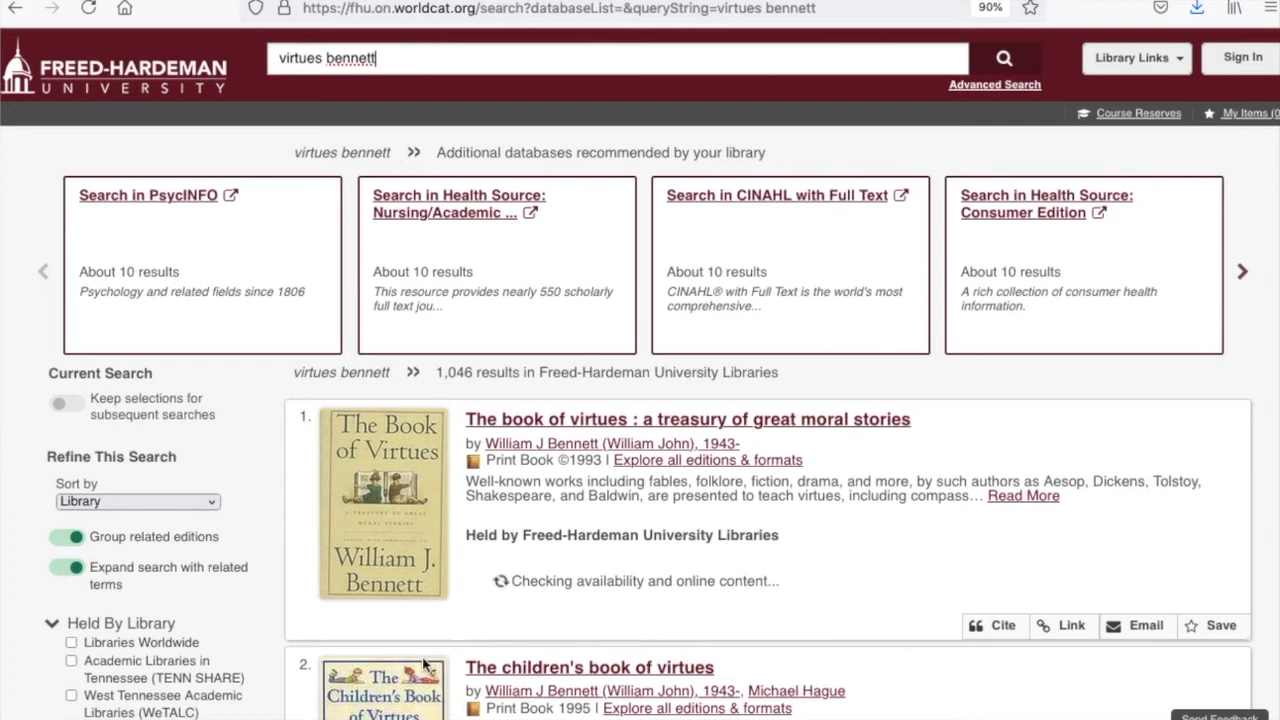 https://fhu.on.worldcat.org/search?databaseList=&queryString=virtues bennett
90%
FREED-HARDEMAN
UNIVERSITY
virtues bennett
Advanced Search
Library Links
Sign In
Course Reserves
My Items (0
virtues bennett >> Additional databases recommended by your library
Search in PsycINFO
About 10 results
Psychology and related fields since 1806
Search in Health Source:
Nursing/Academic ...
About 10 results
This resource provides nearly 550 scholarly
full text jou...
Search in CINAHL with Full Text
About 10 results
CINAHL® with Full Text is the world's most
comprehensive...
Search in Health Source:
Consumer Edition
About 10 results
A rich collection of consumer health
information.
Current Search
Keep selections for
subsequent searches
Refine This Search
Sort by
Library
Group related editions
Expand search with related
terms
Held By Library
Libraries Worldwide
Academic Libraries in
Tennessee (TENN SHARE)
West Tennessee Academic
Libraries (WeTALC)
virtues bennett >> 1,046 results in Freed-Hardeman University Libraries
1.
The Book
of Virtues
A TREASURY OF GREAT
MORAL STORIES
William J.
Bennett
The book of virtues : a treasury of great moral stories
by William J Bennett (William John), 1943-
Print Book ©1993 | Explore all editions & formats
Well-known works including fables, folklore, fiction, drama, and more, by such authors as Aesop, Dickens, Tolstoy,
Shakespeare, and Baldwin, are presented to teach virtues, including compass... Read More
Held by Freed-Hardeman University Libraries
Checking availability and online content...
Cite
Link
Email
Save
2.
The
Children's Book
of Virtues
The children's book of virtues
by William J Bennett (William John), 1943-, Michael Hague
Print Book 1995 | Explore all editions & formats
Send Feedback